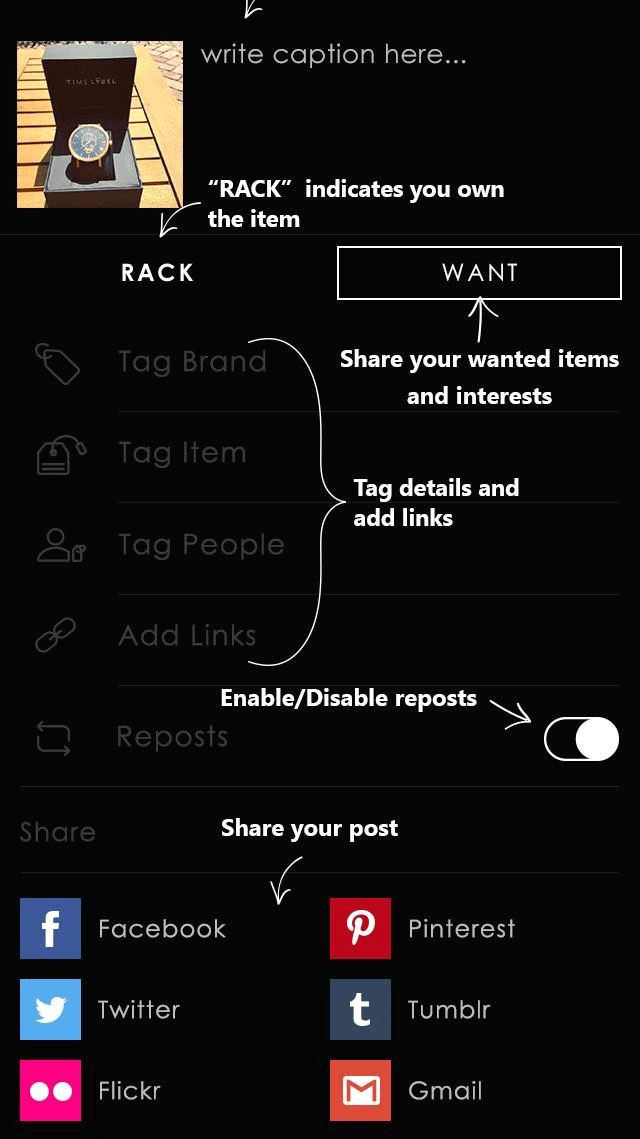 write caption here...
TIME LÄBEL
“RACK” indicates you own
the item
RACK
WANT
Share your wanted items
and interests
Tag Brand
Tag Item
Tag details and
add links
Tag People
Add Links
Enable/Disable reposts
Reposts
Share
Share your post
Facebook
Pinterest
Twitter
Tumblr
Flickr
Gmail